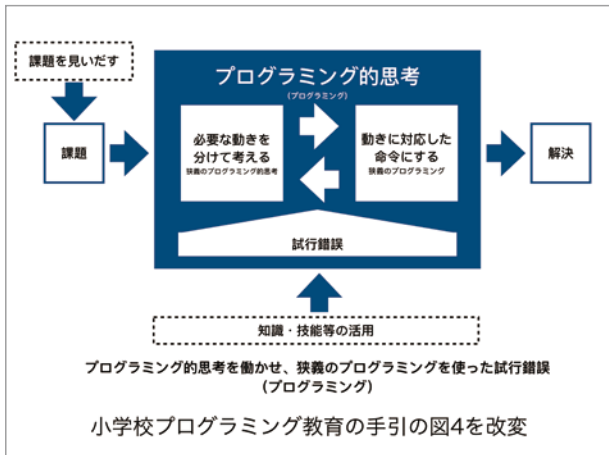 課題を見いだす
プログラミング的思考
(プログラミング)
課題
必要な動きを
分けて考える
狭義のプログラミング的思考
動きに対応した
命令にする
狭義のプログラミング
解決
試行錯誤
知識・技能等の活用
プログラミング的思考を働かせ、狭義のプログラミングを使った試行錯誤
(プログラミング)
小学校プログラミング教育の手引の図4を改変